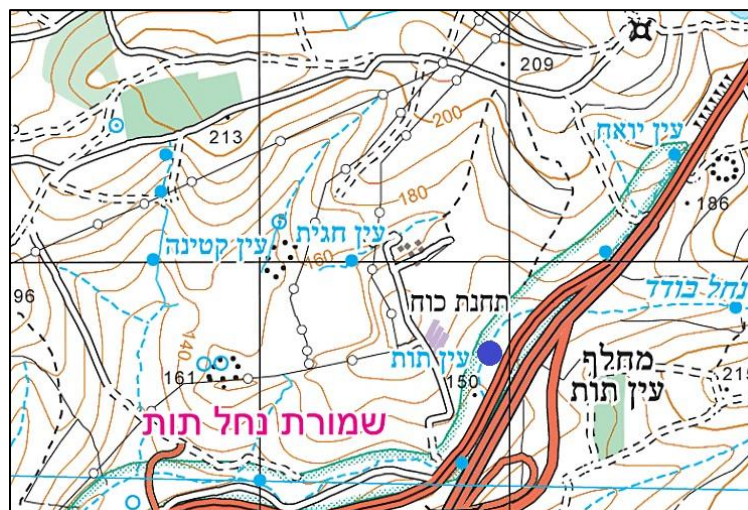 209
עין יואח
213
200
180
186
עין חגית
עין קטינה
160
96
תחנת כוח
נחל בודד
140
עין תות
מחלף
עין תות
161
150
215
שמורת נחל תות